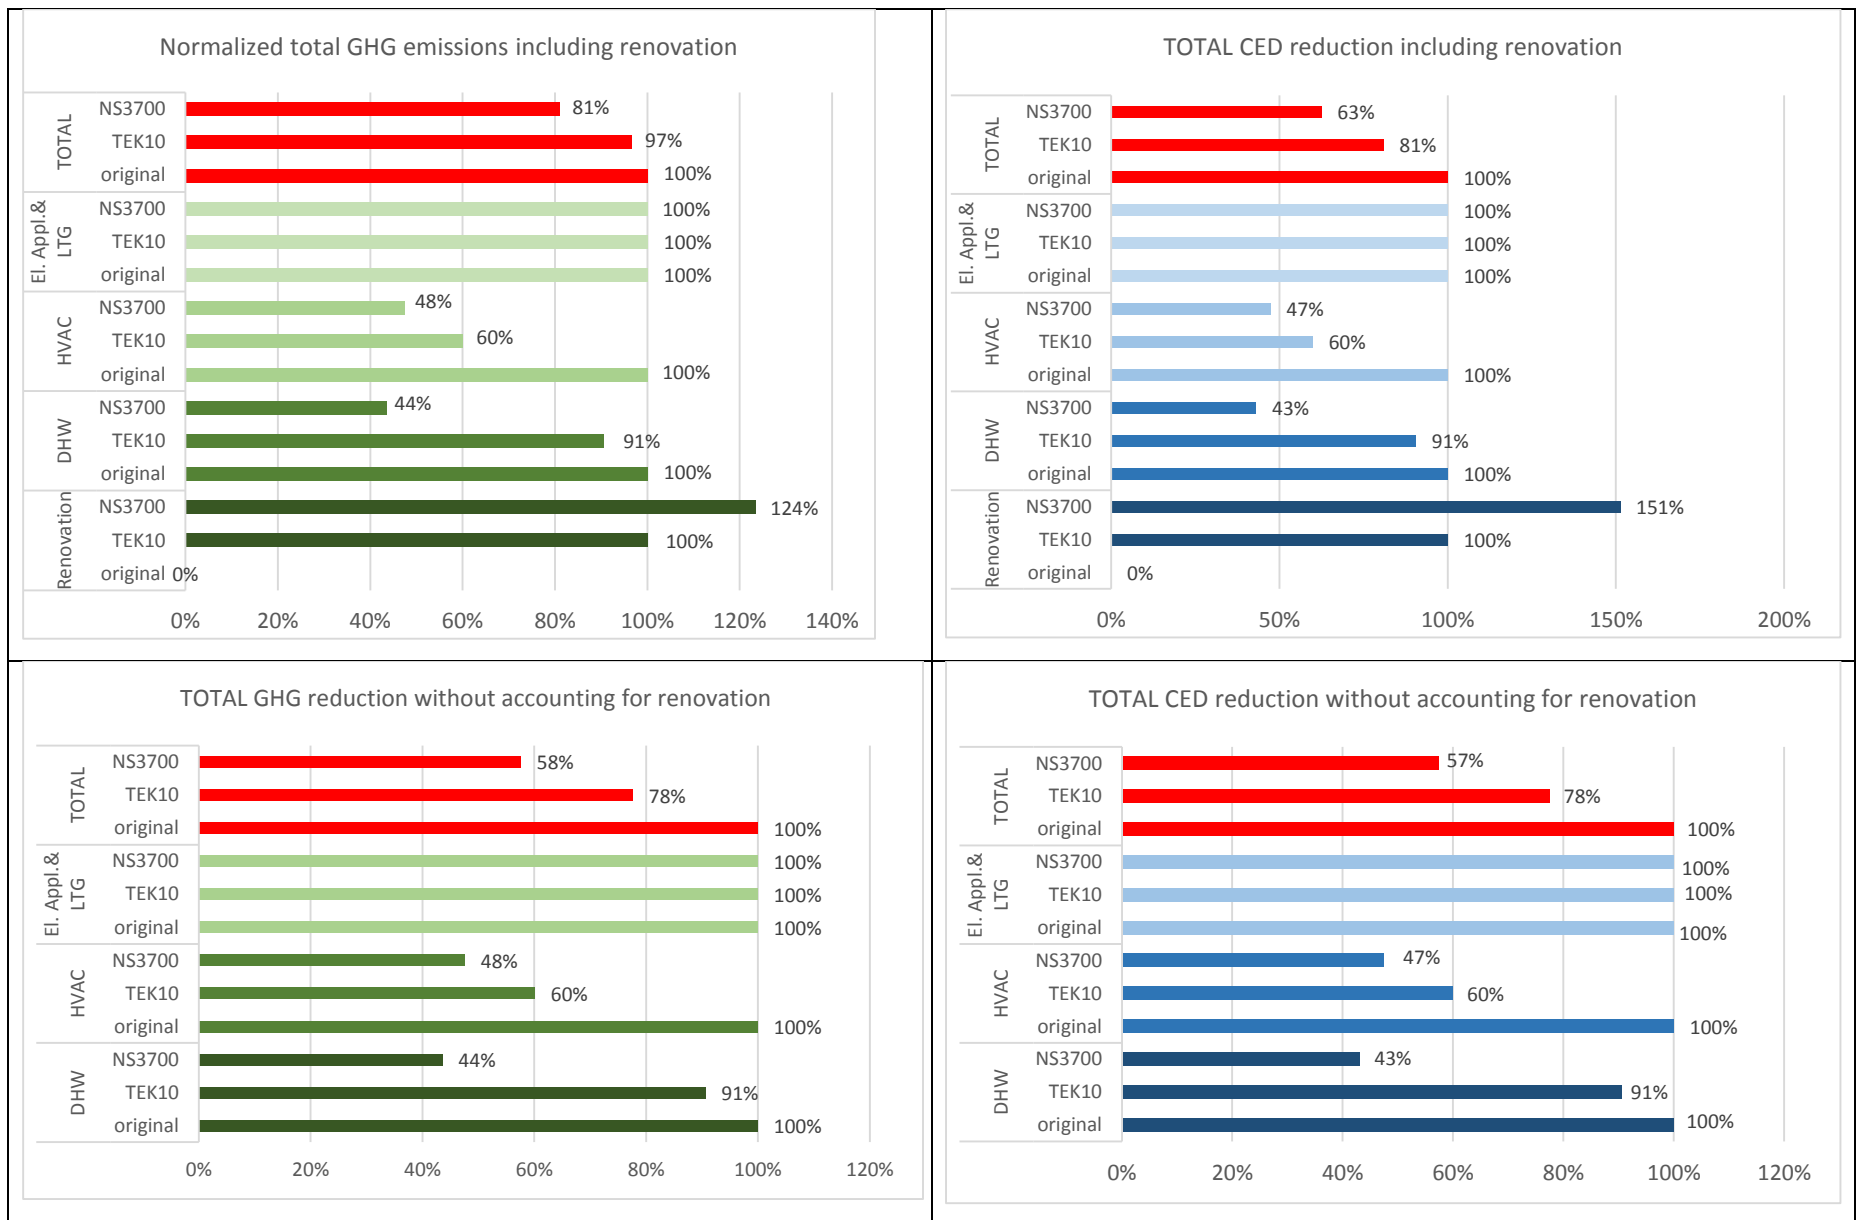 Normalized total GHG emissions including renovation
TOTAL
NS3700 81%
TEK10 97%
original 100%
El. Appl.&
LTG
NS3700 100%
TEK10 100%
original 100%
HVAC
NS3700 48%
TEK10 60%
original 100%
DHW
NS3700 44%
TEK10 91%
original 100%
Renovation
NS3700 124%
TEK10 100%
original 0%
0% 20% 40% 60% 80% 100% 120% 140%
TOTAL CED reduction including renovation
TOTAL
NS3700 63%
TEK10 81%
original 100%
El. Appl.&
LTG
NS3700 100%
TEK10 100%
original 100%
HVAC
NS3700 47%
TEK10 60%
original 100%
DHW
NS3700 43%
TEK10 91%
original 100%
Renovation
NS3700 151%
TEK10 100%
original 0%
0% 50% 100% 150% 200%
TOTAL GHG reduction without accounting for renovation
TOTAL
NS3700 58%
TEK10 78%
original 100%
El. Appl.&
LTG
NS3700 100%
TEK10 100%
original 100%
HVAC
NS3700 48%
TEK10 60%
original 100%
DHW
NS3700 44%
TEK10 91%
original 100%
0% 20% 40% 60% 80% 100% 120%
TOTAL CED reduction without accounting for renovation
TOTAL
NS3700 57%
TEK10 78%
original 100%
El. Appl.&
LTG
NS3700 100%
TEK10 100%
original 100%
HVAC
NS3700 47%
TEK10 60%
original 100%
DHW
NS3700 43%
TEK10 91%
original 100%
0% 20% 40% 60% 80% 100% 120%